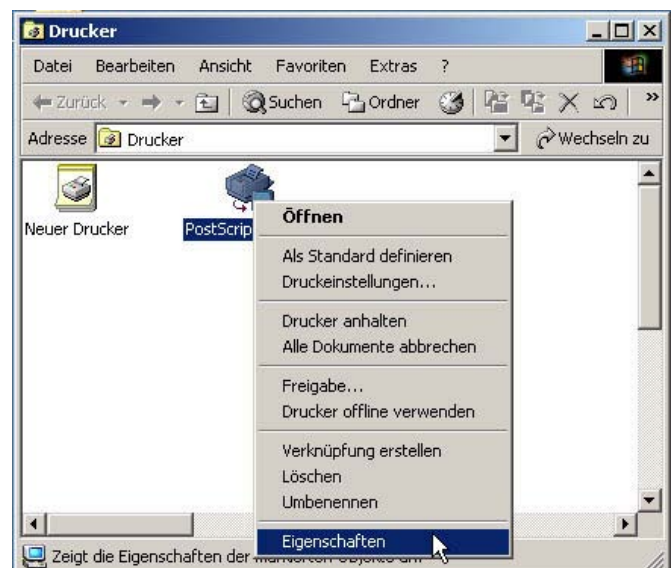 Drucker
Datei Bearbeiten Ansicht Favoriten Extras ?
Zurück Suchen Ordner »
Adresse Drucker Wechseln zu
Neuer Drucker PostScrip
Öffnen
Als Standard definieren
Druckeinstellungen...
Drucker anhalten
Alle Dokumente abbrechen
Freigabe...
Drucker offline verwenden
Verknüpfung erstellen
Löschen
Umbenennen
Eigenschaften
Zeigt die Eigenschaften der